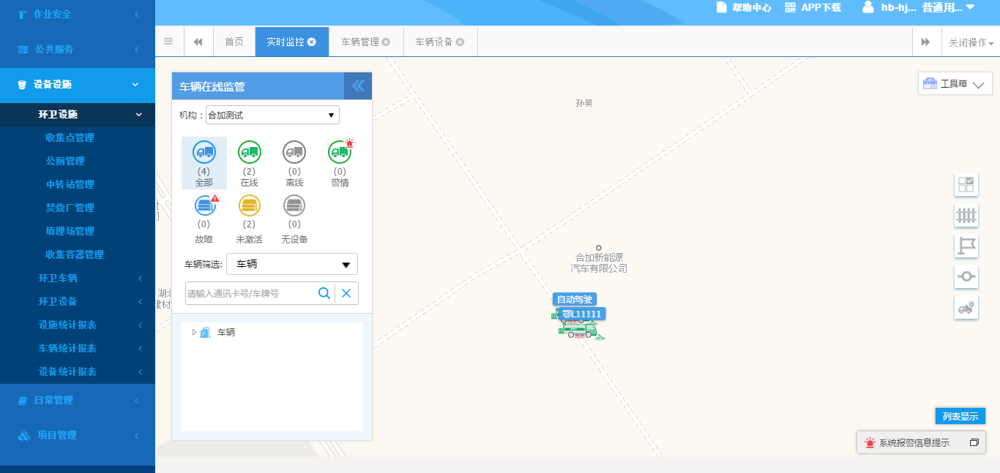 作业安全
公共服务
设备设施
环卫设施
收集点管理
公厕管理
中转站管理
焚烧厂管理
填埋场管理
收集容器管理
环卫车辆
环卫设备
设施统计报表
车辆统计报表
设备统计报表
日常管理
项目管理
帮助中心
APP下载
hb-hj... 普通用...
首页
实时监控
车辆管理
车辆设备
关闭操作
车辆在线监管
机构：合加测试
(4)
全部
(2)
在线
(0)
离线
(0)
警情
(0)
故障
(2)
未激活
(0)
无设备
车辆筛选: 车辆
请输入通讯卡号/车牌号
车辆
孙吴
工具箱
合加新能源
汽车有限公司
自动驾驶
鄂L11111
湖北
建材
列表显示
系统报警信息提示